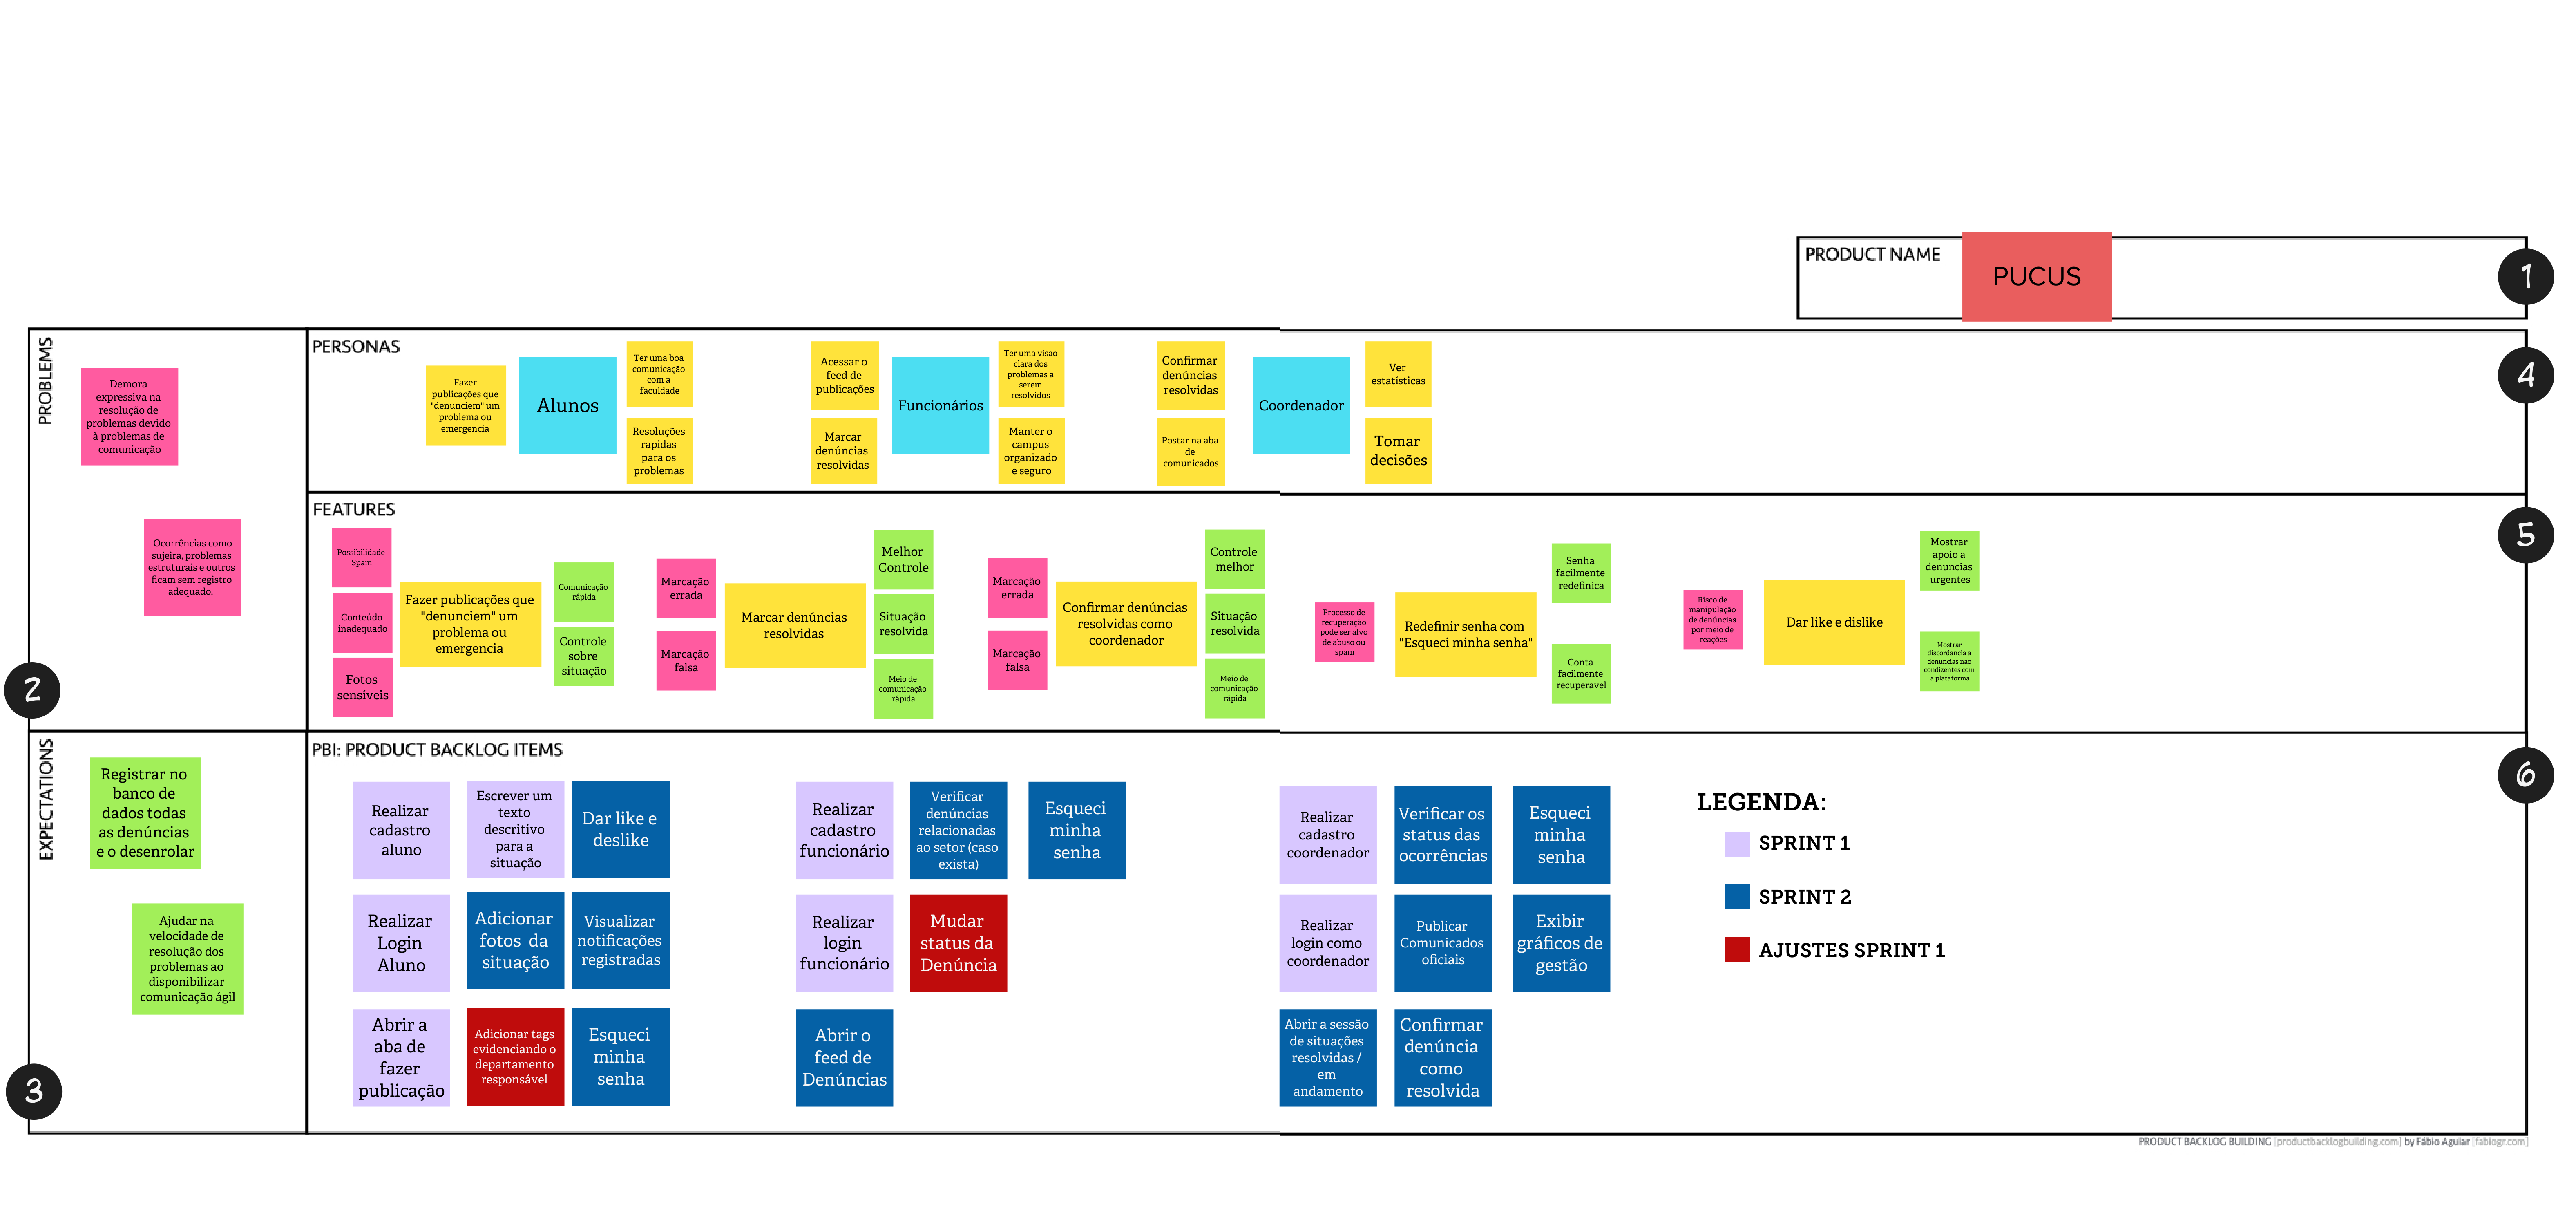 PRODUCT NAME
PUCUS
1
PROBLEMS
Demora
expressiva na
resolução de
problemas devido
à problemas de
comunicação
Ocorrências como
sujeira, problemas
estruturais e outros
ficam sem registro
adequado.
2
PERSONAS
Fazer
publicações que
"denunciem" um
problema ou
emergencia
Alunos
Ter uma boa
comunicação
com a
faculdade
Resoluções
rapidas
para os
problemas
Acessar o
feed de
publicações
Marcar
denúncias
resolvidas
Funcionários
Ter uma visao
clara dos
problemas a
serem
resolvidos
Manter o
campus
organizado
e seguro
Confirmar
denúncias
resolvidas
Postar na aba
de
comunicados
Coordenador
Ver
estatísticas
Tomar
decisões
4
FEATURES
Possibilidade
Spam
Conteúdo
inadequado
Fotos
sensíveis
Fazer publicações que
"denunciem" um
problema ou
emergencia
Comunicação
rápida
Controle
sobre
situação
Marcação
errada
Marcação
falsa
Marcar denúncias
resolvidas
Melhor
Controle
Situação
resolvida
Meio de
comunicação
rápida
Marcação
errada
Marcação
falsa
Confirmar denúncias
resolvidas como
coordenador
Controle
melhor
Situação
resolvida
Meio de
comunicação
rápida
Processo de
recuperação
pode ser alvo
de abuso ou
spam
Redefinir senha com
"Esqueci minha senha"
Senha
facilmente
redefinica
Conta
facilmente
recuperavel
Risco de
manipulação
de denúncias
por meio de
reações
Dar like e dislike
Mostrar
apoio a
denuncias
urgentes
Mostrar
discordancia a
denuncias nao
condizentes com
a plataforma
5
EXPECTATIONS
Registrar no
banco de
dados todas
as denúncias
e o desenrolar
Ajudar na
velocidade de
resolução dos
problemas ao
disponibilizar
comunicação ágil
3
PBI: PRODUCT BACKLOG ITEMS
Realizar
cadastro
aluno
Escrever um
texto
descritivo
para a
situação
Dar like e
deslike
Realizar
Login
Aluno
Adicionar
fotos da
situação
Visualizar
notificações
registradas
Abrir a
aba de
fazer
publicação
Adicionar tags
evidenciando o
departamento
responsável
Esqueci
minha
senha
Realizar
cadastro
funcionário
Verificar
denúncias
relacionadas
ao setor (caso
exista)
Esqueci
minha
senha
Realizar
login
funcionário
Mudar
status da
Denúncia
Abrir o
feed de
Denúncias
Realizar
cadastro
coordenador
Verificar os
status das
ocorrências
Esqueci
minha
senha
Realizar
login como
coordenador
Publicar
Comunicados
oficiais
Exibir
gráficos de
gestão
Abrir a sessão
de situações
resolvidas /
em
andamento
Confirmar
denúncia
como
resolvida
LEGENDA:
SPRINT 1
SPRINT 2
AJUSTES SPRINT 1
6
PRODUCT BACKLOG BUILDING [productbacklogbuilding.com] by Fábio Aguiar [fabiogr.com]